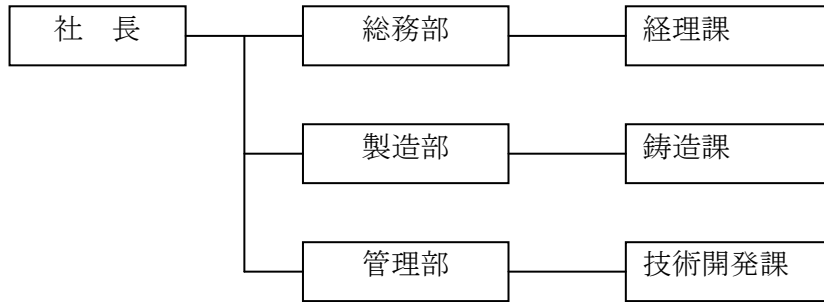 社　長
総務部
経理課
製造部
鋳造課
管理部
技術開発課